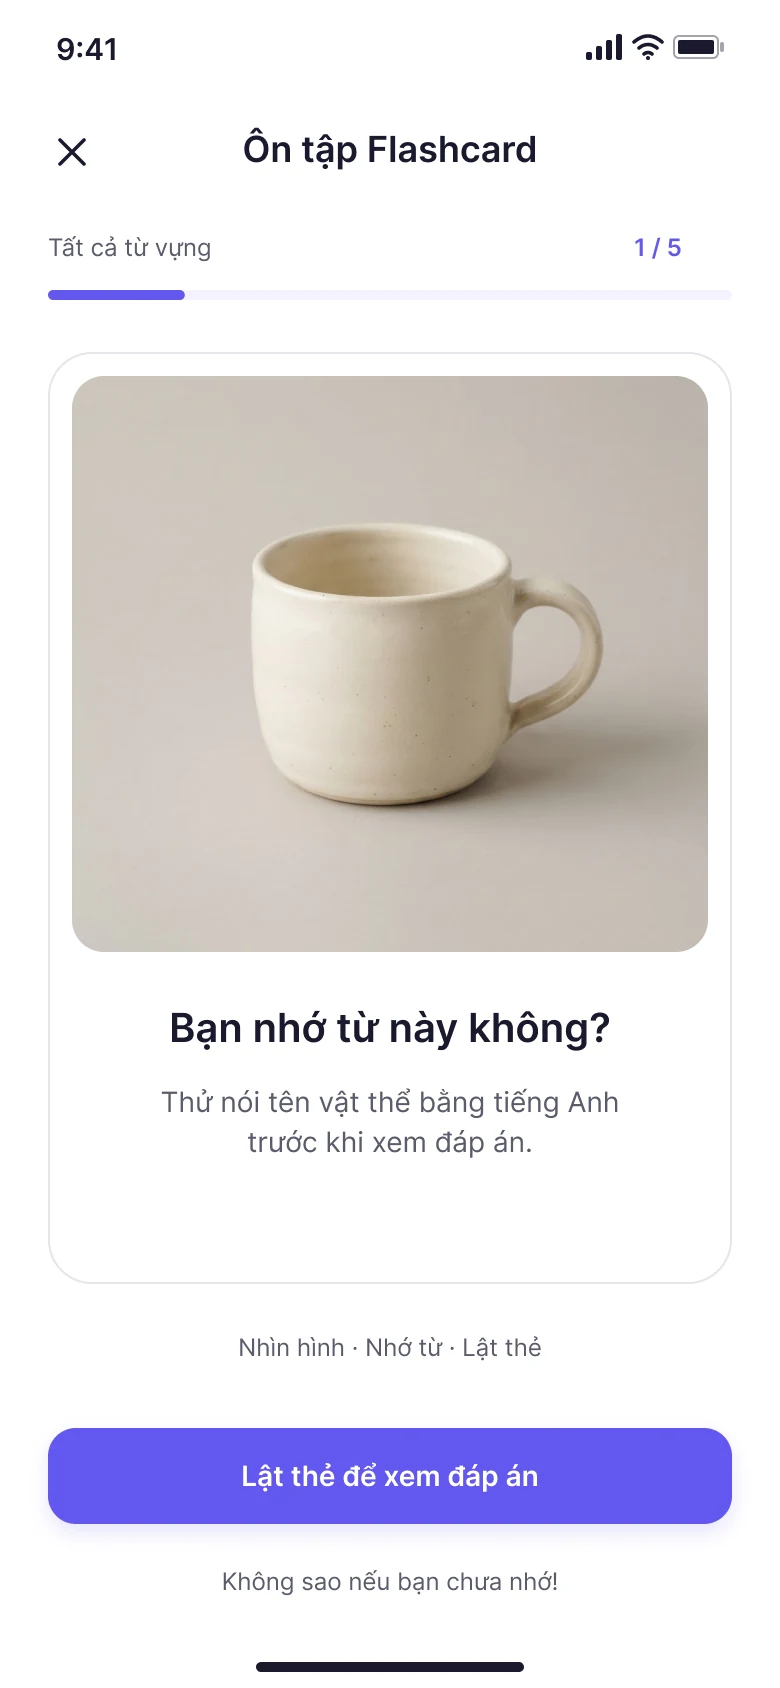 9:41
Ôn tập Flashcard
Tất cả từ vựng
1 / 5
Bạn nhớ từ này không?
Thử nói tên vật thể bằng tiếng Anh
trước khi xem đáp án.
Nhìn hình · Nhớ từ · Lật thẻ
Lật thẻ để xem đáp án
Không sao nếu bạn chưa nhớ!